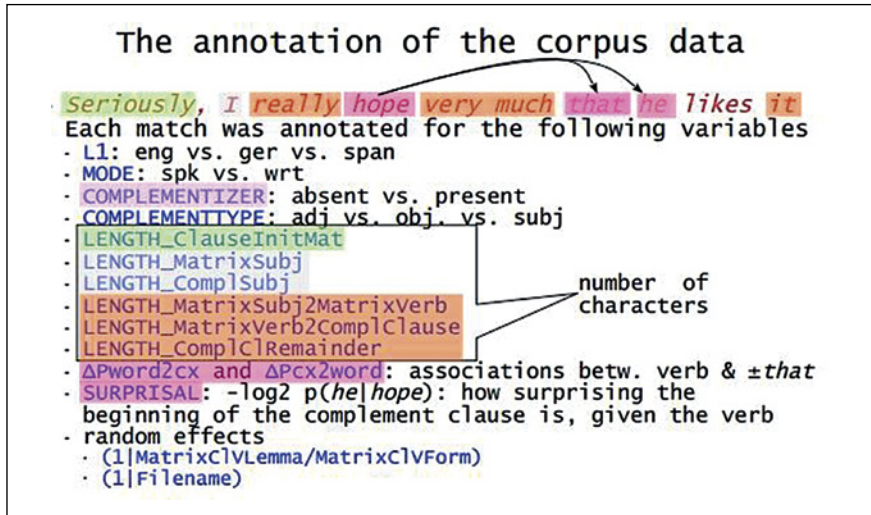 The annotation of the corpus data
· Seriously, I really hope very much that he likes it
Each match was annotated for the following variables
· L1: eng vs. ger vs. span
· MODE: spk vs. wrt
· COMPLEMENTIZER: absent vs. present
· COMPLEMENTTYPE: adj vs. obj. vs. subj
· LENGTH_ClauseInitMat
· LENGTH_MatrixSubj
· LENGTH_ComplSubj
· LENGTH_MatrixSubj2MatrixVerb
· LENGTH_MatrixVerb2ComplClause
· LENGTH_ComplClRemainder
number of
characters
· ΔPword2cx and ΔPcx2word: associations betw. verb & ±that
· SURPRISAL: -log2 p(he|hope): how surprising the
beginning of the complement clause is, given the verb
· random effects
· (1|MatrixClVLemma/MatrixClVForm)
· (1|Filename)